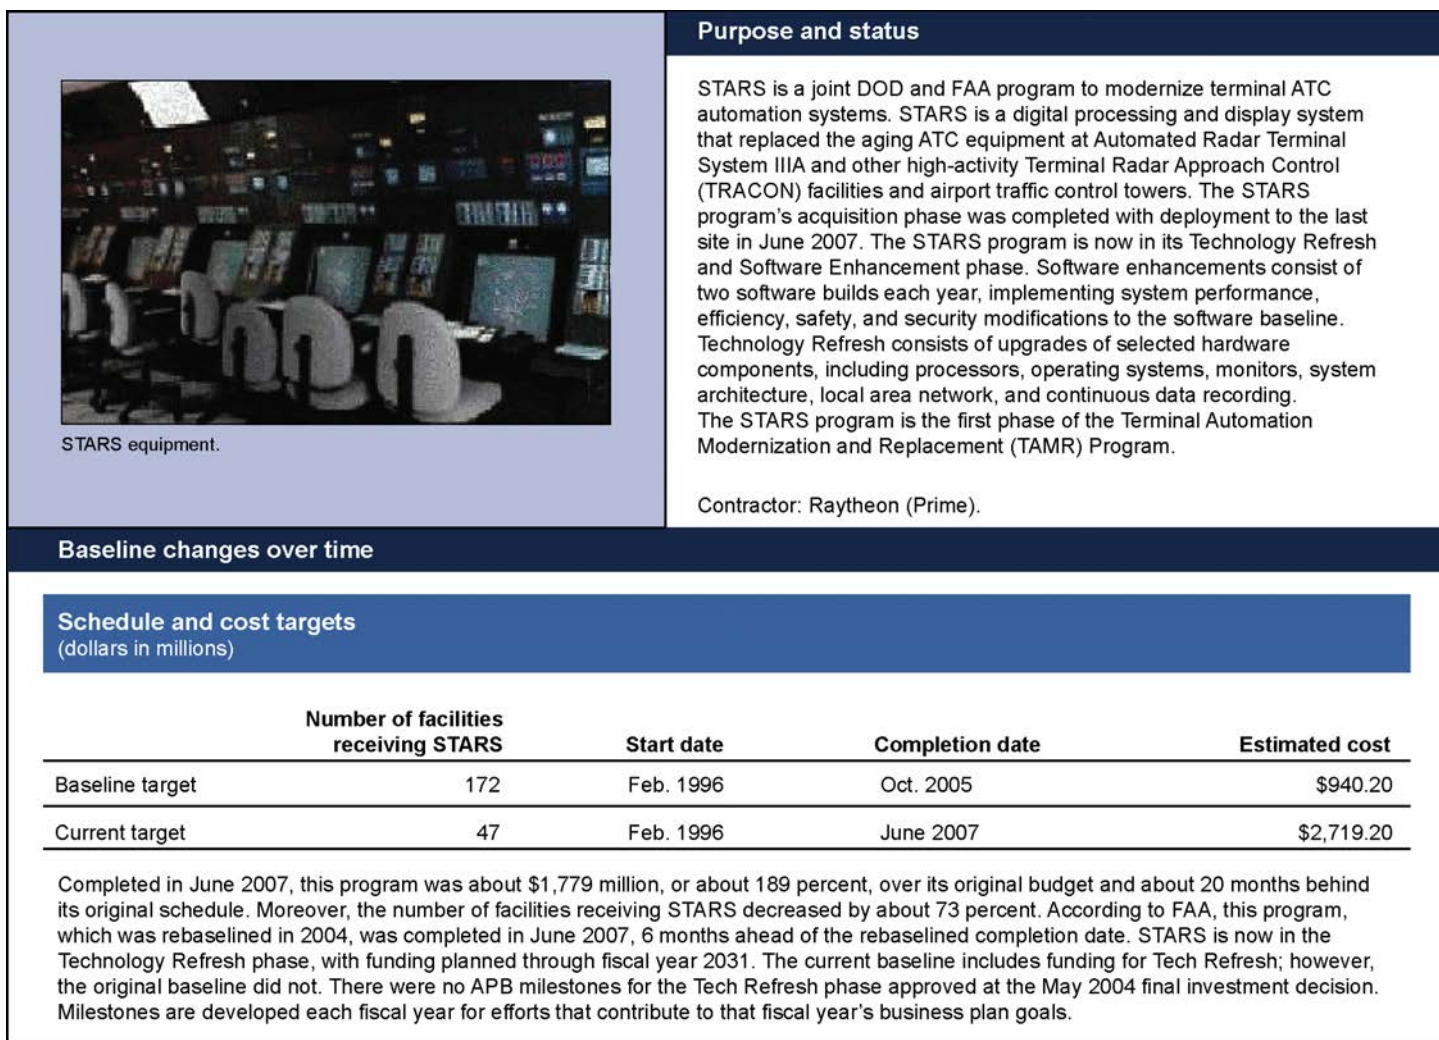 Purpose and status
STARS is a joint DOD and FAA program to modernize terminal ATC
automation systems. STARS is a digital processing and display system
that replaced the aging ATC equipment at Automated Radar Terminal
System IIIA and other high-activity Terminal Radar Approach Control
(TRACON) facilities and airport traffic control towers. The STARS
program's acquisition phase was completed with deployment to the last
site in June 2007. The STARS program is now in its Technology Refresh
and Software Enhancement phase. Software enhancements consist of
two software builds each year, implementing system performance,
efficiency, safety, and security modifications to the software baseline.
Technology Refresh consists of upgrades of selected hardware
components, including processors, operating systems, monitors, system
architecture, local area network, and continuous data recording.
The STARS program is the first phase of the Terminal Automation
Modernization and Replacement (TAMR) Program.
Contractor: Raytheon (Prime).
STARS equipment.
Baseline changes over time
Schedule and cost targets
(dollars in millions)
Number of facilities
receiving STARS Start date Completion date Estimated cost
Baseline target 172 Feb. 1996 Oct. 2005 $940.20
Current target 47 Feb. 1996 June 2007 $2,719.20
Completed in June 2007, this program was about $1,779 million, or about 189 percent, over its original budget and about 20 months behind
its original schedule. Moreover, the number of facilities receiving STARS decreased by about 73 percent. According to FAA, this program,
which was rebaselined in 2004, was completed in June 2007, 6 months ahead of the rebaselined completion date. STARS is now in the
Technology Refresh phase, with funding planned through fiscal year 2031. The current baseline includes funding for Tech Refresh; however,
the original baseline did not. There were no APB milestones for the Tech Refresh phase approved at the May 2004 final investment decision.
Milestones are developed each fiscal year for efforts that contribute to that fiscal year's business plan goals.